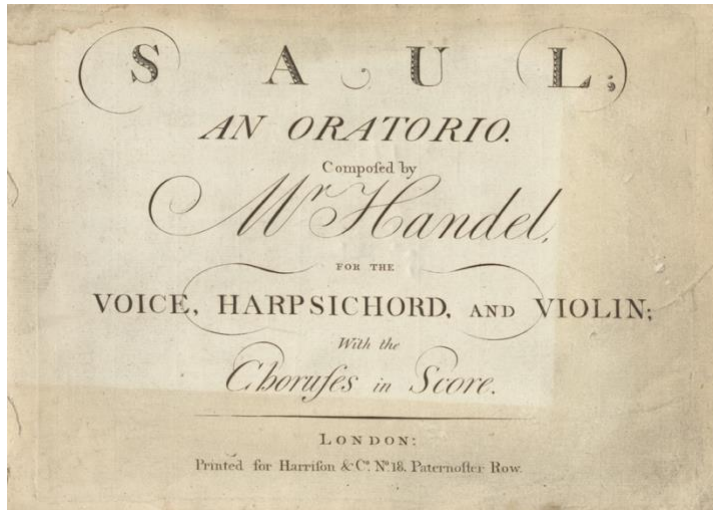 SAUL;
AN ORATORIO.
Compoſed by
Mr Handel,
FOR THE
VOICE, HARPSICHORD, AND VIOLIN;
With the
Choruſes in Score.
LONDON:
Printed for Harriſon & Co. No. 18, Paternoſter Row.